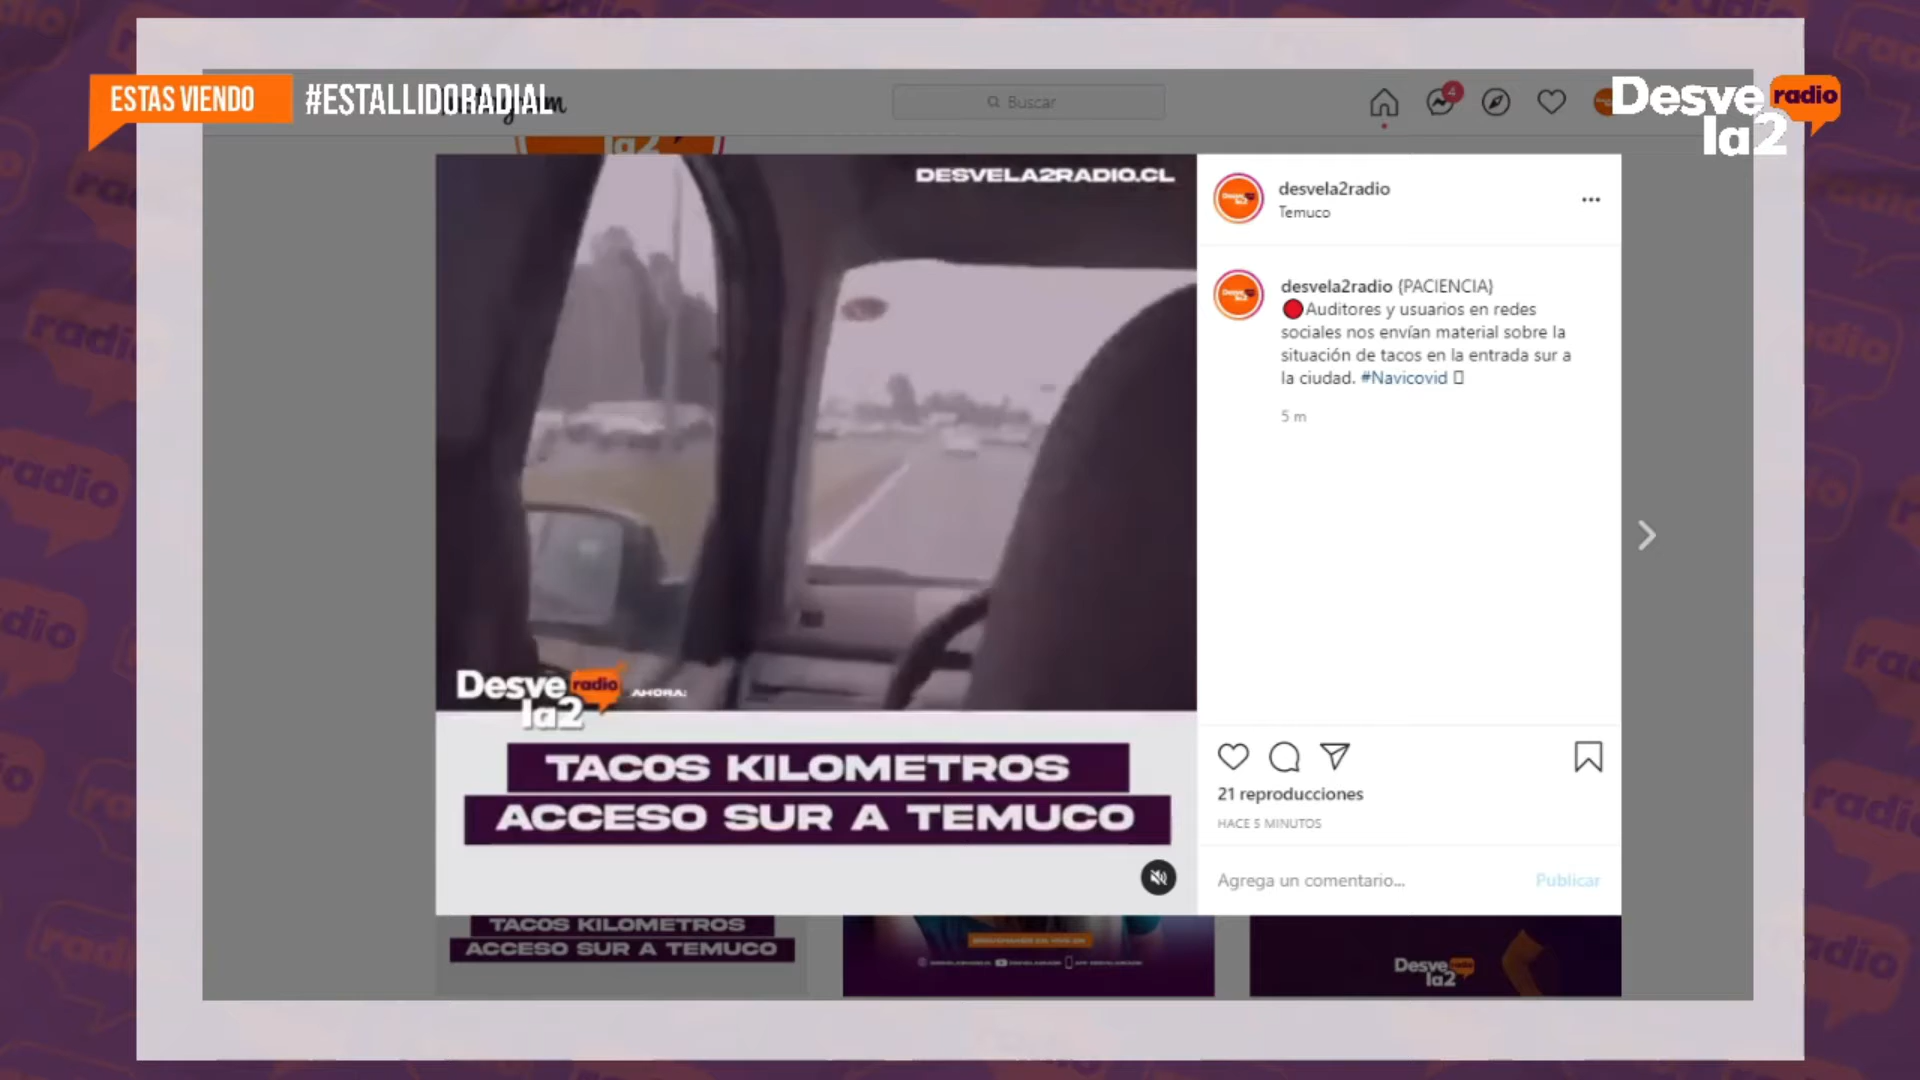 ESTAS VIENDO
#ESTALLIDORADIAL
Buscar
4
Desve radio
la2
la2
DESVELA2RADIO.CL
desvela2radio
Temuco
desvela2radio (PACIENCIA)
🔴Auditores y usuarios en redes
sociales nos envían material sobre la
situación de tacos en la entrada sur a
la ciudad. #Navicovid
5 m
Desve radio
la2
AHORA:
TACOS KILOMETROS
ACCESO SUR A TEMUCO
21 reproducciones
HACE 5 MINUTOS
Agrega un comentario...
Publicar
TACOS KILOMETROS
ACCESO SUR A TEMUCO
Desve radio
la2